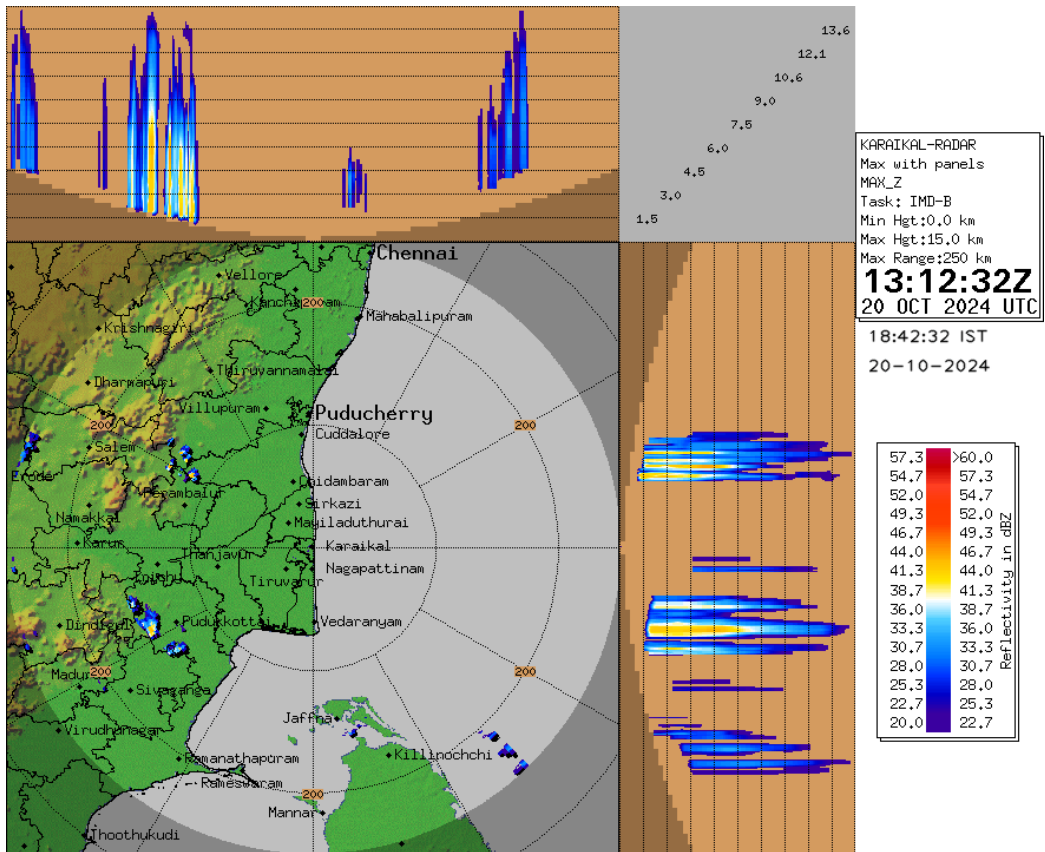 13.6
12.1
10.6
9.0
7.5
6.0
4.5
3.0
1.5
KARAIKAL-RADAR
Max with panels
MAX_Z
Task: IMD-B
Min Hgt:0.0 km
Max Hgt:15.0 km
Max Range:250 km
13:12:32Z
20 OCT 2024 UTC
18:42:32 IST
20-10-2024
Chennai
Vellore
200
Mahabalipuram
Krishnagiri
Thiruvannamalai
Dharmapuri
Villupuram
Puducherry
200
200
Cuddalore
Salem
Erode
Chidambaram
Perambalur
Sirkazi
Namakkal
Mayiladuthurai
Karur
Karaikal
Thanjavur
Nagapattinam
Tiruvarur
Dindigul
Pudukkottai
Vedaranyam
200
200
Sivaganga
Jaffna
Virudhunagar
Killinochchi
Ramanathapuram
Rameswaram
200
Mannar
Thoothukudi
57.3 >60.0
54.7 57.3
52.0 54.7
49.3 52.0
46.7 49.3
44.0 46.7
41.3 44.0
38.7 41.3
36.0 38.7
33.3 36.0
30.7 33.3
28.0 30.7
25.3 28.0
22.7 25.3
20.0 22.7
Reflectivity in dBZ